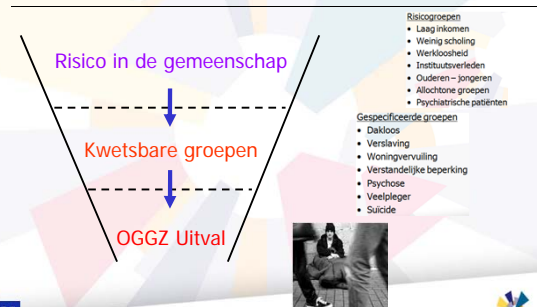 Risico in de gemeenschap
Kwetsbare groepen
OGGZ Uitval
Risicogroepen
• Laag inkomen
• Weinig scholing
• Werkloosheid
• Instituutsverleden
• Ouderen – jongeren
• Allochtone groepen
• Psychiatrische patiënten
Gespecificeerde groepen
• Dakloos
• Verslaving
• Woningvervuiling
• Verstandelijke beperking
• Psychose
• Veelpleger
• Suïcide